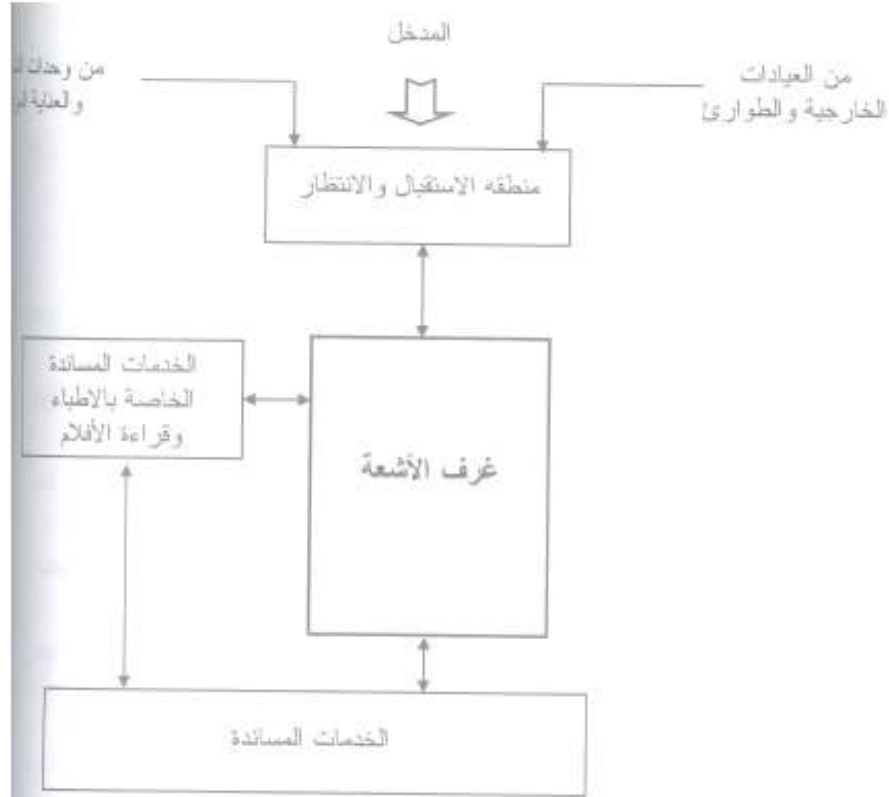 المدخل
من العيادات
الخارجية والطوارئ
من وحدات
والعناية
منطقه الاستقبال والانتظار
الخدمات المساندة
الخاصة بالاطباء
وقراءة الأفلام
غرف الأشعة
الخدمات المساندة